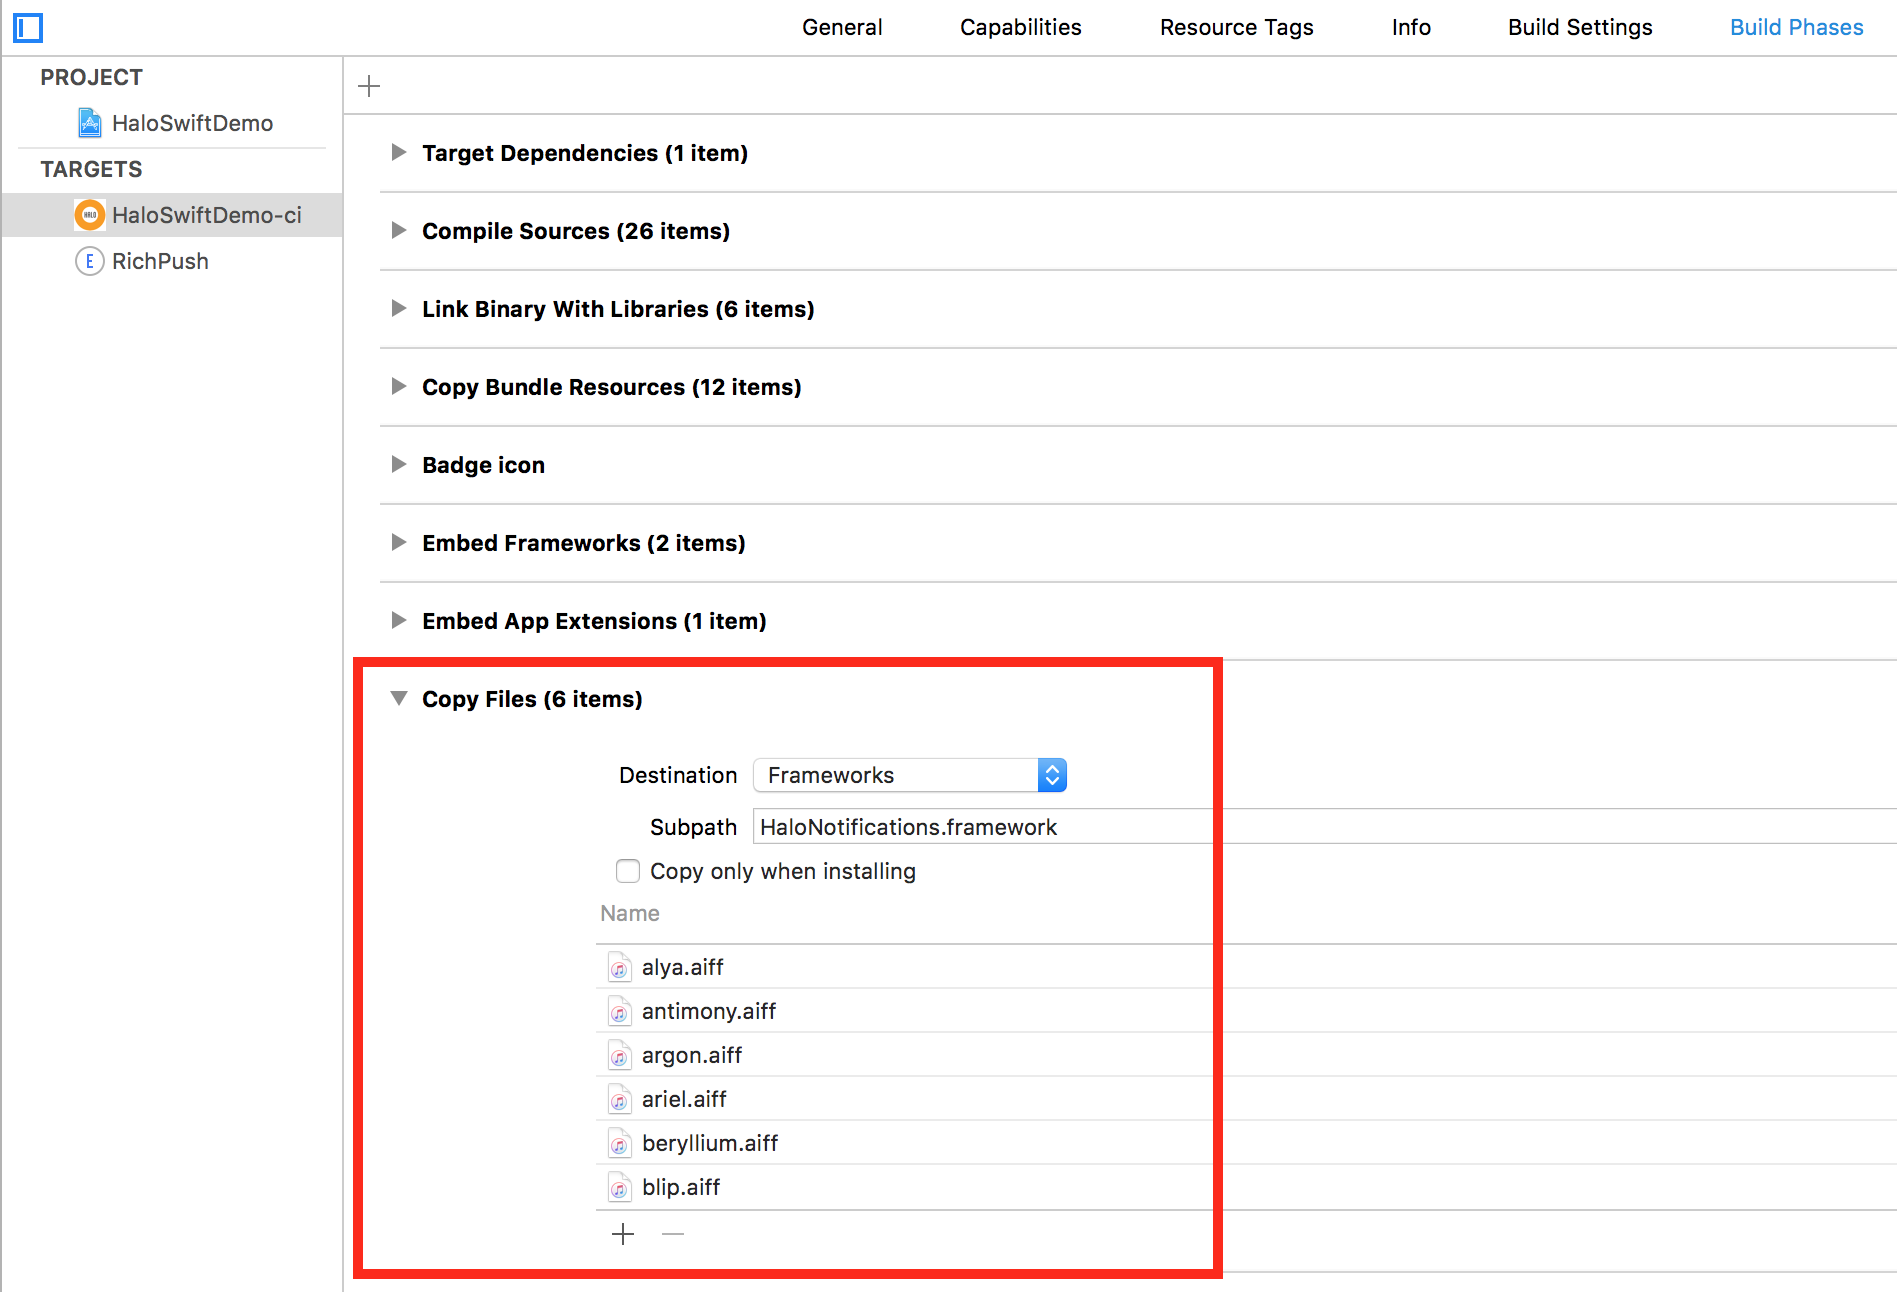 General Capabilities Resource Tags Info Build Settings Build Phases
PROJECT
HaloSwiftDemo
TARGETS
HALO HaloSwiftDemo-ci
E RichPush
Target Dependencies (1 item)
Compile Sources (26 items)
Link Binary With Libraries (6 items)
Copy Bundle Resources (12 items)
Badge icon
Embed Frameworks (2 items)
Embed App Extensions (1 item)
Copy Files (6 items)
Destination Frameworks
Subpath HaloNotifications.framework
Copy only when installing
Name
alya.aiff
antimony.aiff
argon.aiff
ariel.aiff
beryllium.aiff
blip.aiff